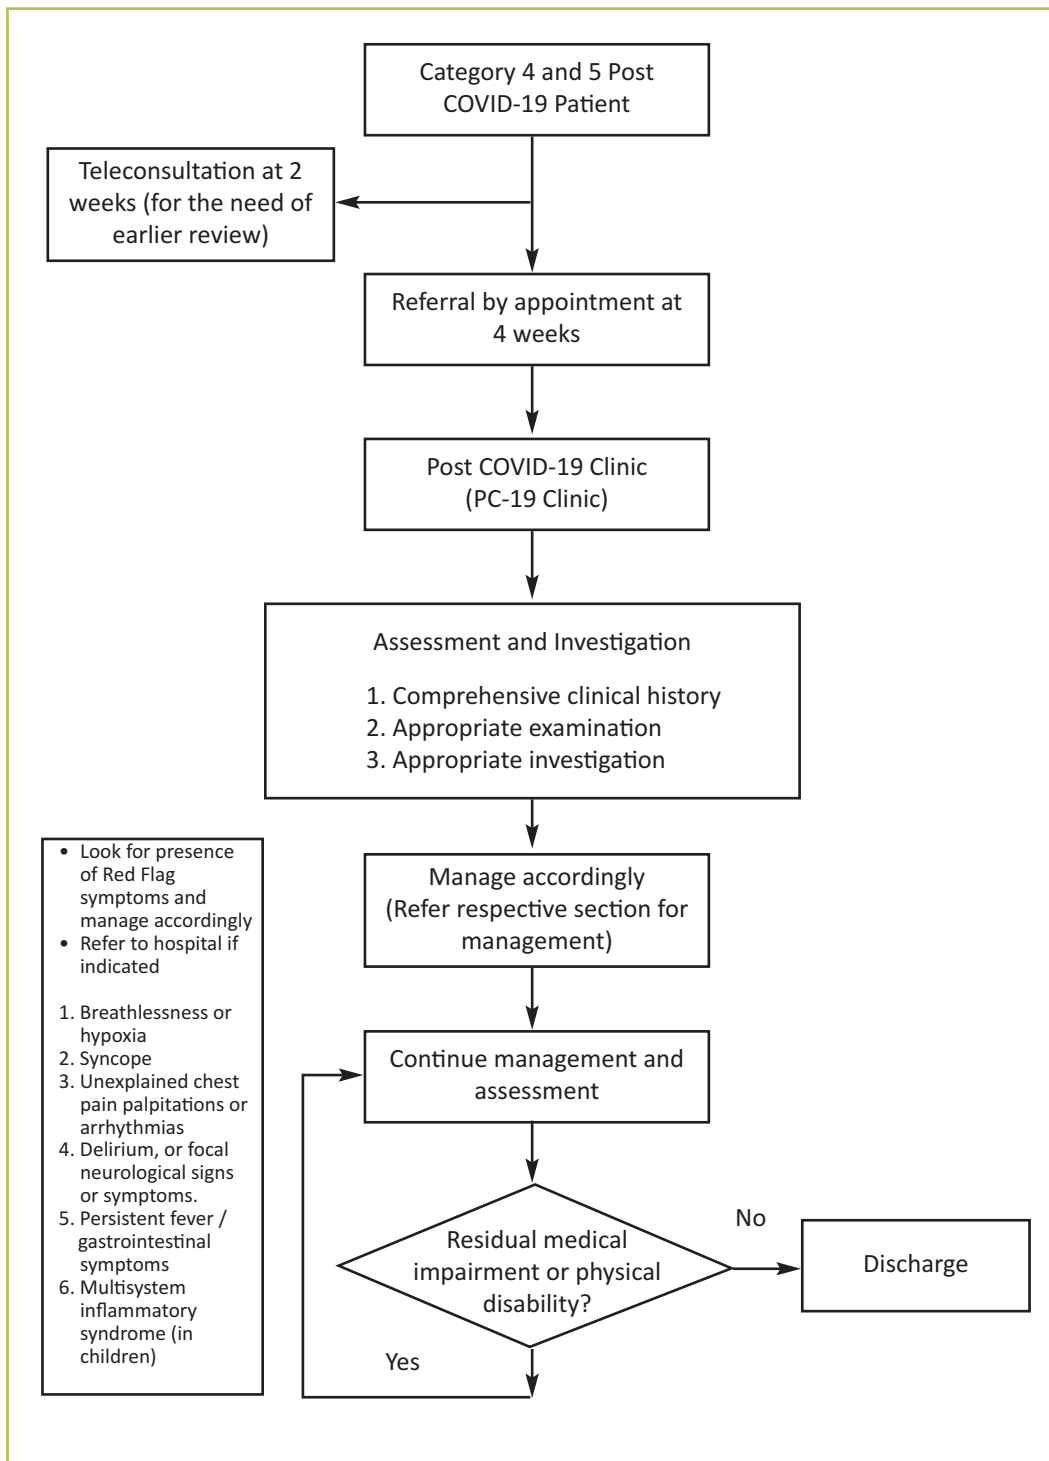 Category 4 and 5 Post
COVID-19 Patient
Teleconsultation at 2
weeks (for the need of
earlier review)
Referral by appointment at
4 weeks
Post COVID-19 Clinic
(PC-19 Clinic)
Assessment and Investigation
1. Comprehensive clinical history
2. Appropriate examination
3. Appropriate investigation
• Look for presence
of Red Flag
symptoms and
manage accordingly
• Refer to hospital if
indicated
1. Breathlessness or
hypoxia
2. Syncope
3. Unexplained chest
pain palpitations or
arrhythmias
4. Delirium, or focal
neurological signs
or symptoms.
5. Persistent fever /
gastrointestinal
symptoms
6. Multisystem
inflammatory
syndrome (in
children)
Manage accordingly
(Refer respective section for
management)
Continue management and
assessment
Residual medical
impairment or physical
disability?
No
Discharge
Yes